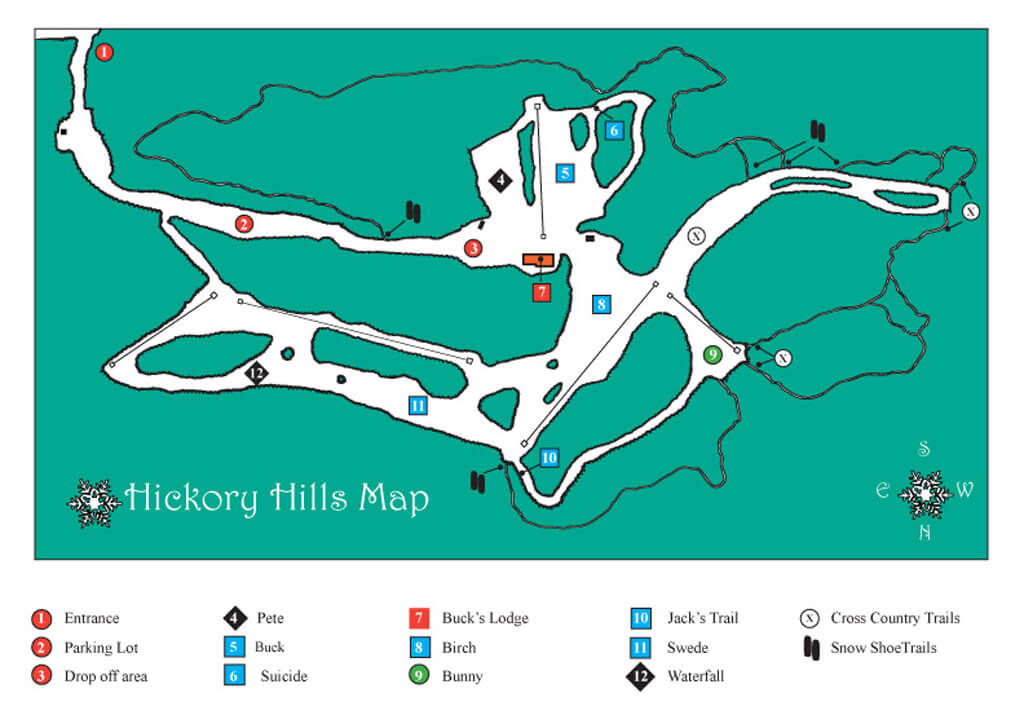 1
6
4
5
2
X
X
3
7
8
9
X
12
11
10
Hickory Hills Map
S
E W
N
1 Entrance
2 Parking Lot
3 Drop off area
4 Pete
5 Buck
6 Suicide
7 Buck's Lodge
8 Birch
9 Bunny
10 Jack's Trail
11 Swede
12 Waterfall
X Cross Country Trails
Snow ShoeTrails